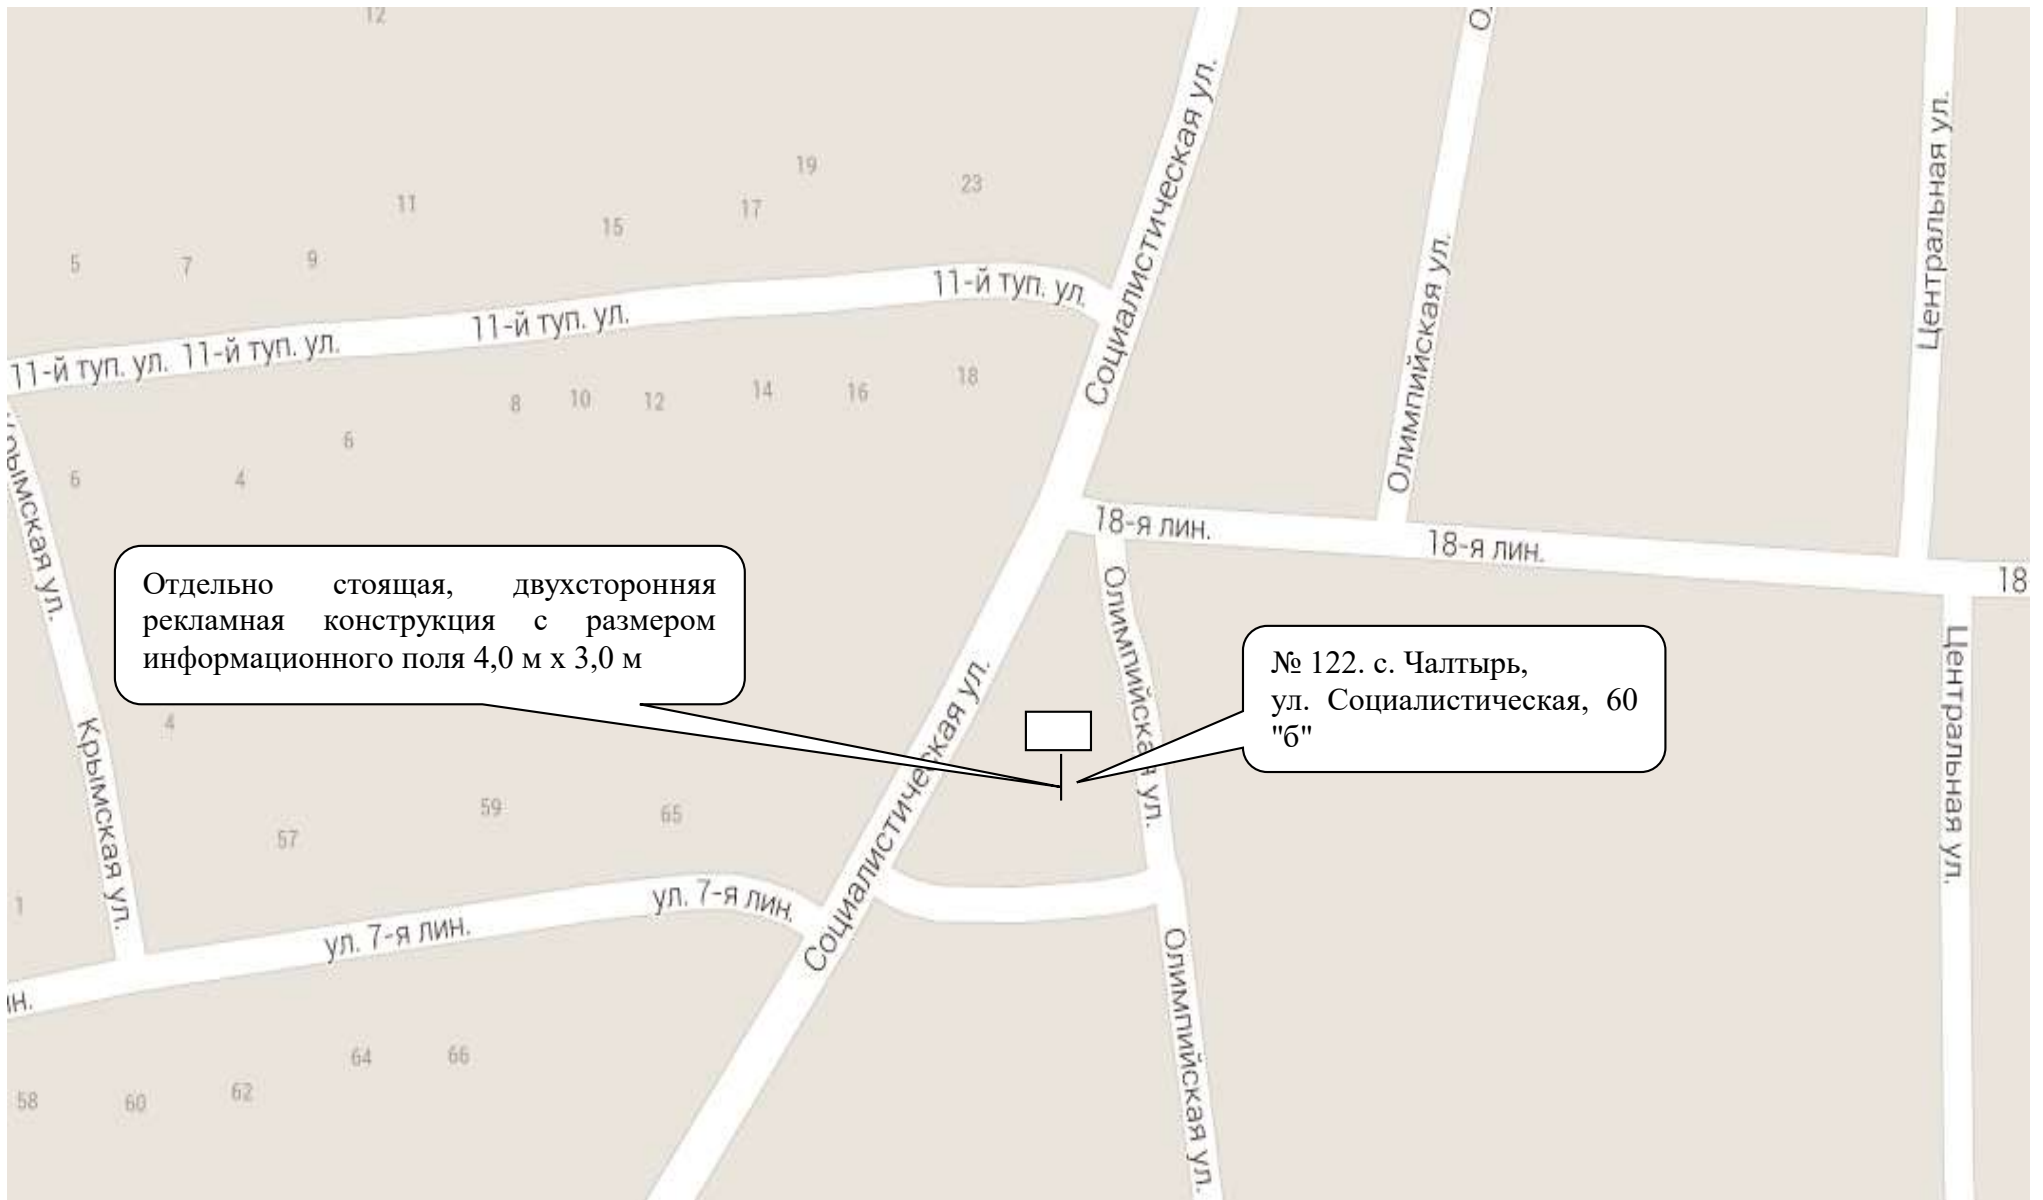 12
Социалистическая ул.
Центральная ул.
19
23
11
17
15
5
7
9
11-й туп. ул.
11-й туп. ул.
11-й туп. ул.
11-й туп. ул.
Олимпийская ул.
18
14
16
8
10
12
6
6
4
18-я лин.
18-я лин.
18
Крымская ул.
Отдельно стоящая, двухсторонняя
рекламная конструкция с размером
информационного поля 4,0 м х 3,0 м
Олимпийская ул.
№ 122. с. Чалтырь,
ул. Социалистическая, 60
"б"
Центральная ул.
Социалистическая ул.
4
Крымская ул.
59
65
57
1
ул. 7-я лин.
ул. 7-я лин.
Олимпийская ул.
ин.
64
66
62
58
60